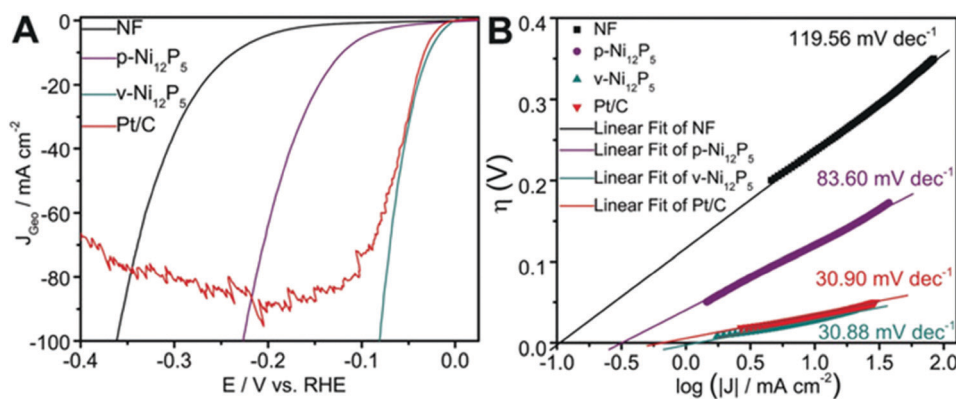 A
NF
p-Ni₁₂P₅
v-Ni₁₂P₅
Pt/C
0
-20
-40
-60
-80
-100
J_Geo / mA cm⁻²
-0.4
-0.3
-0.2
-0.1
0.0
E / V vs. RHE
B
NF
p-Ni₁₂P₅
v-Ni₁₂P₅
Pt/C
Linear Fit of NF
Linear Fit of p-Ni₁₂P₅
Linear Fit of v-Ni₁₂P₅
Linear Fit of Pt/C
119.56 mV dec⁻¹
83.60 mV dec⁻¹
30.90 mV dec⁻¹
30.88 mV dec⁻¹
0.4
0.3
0.2
0.1
0.0
η (V)
-1.0
-0.5
0.0
0.5
1.0
1.5
2.0
log (|J| / mA cm⁻²)